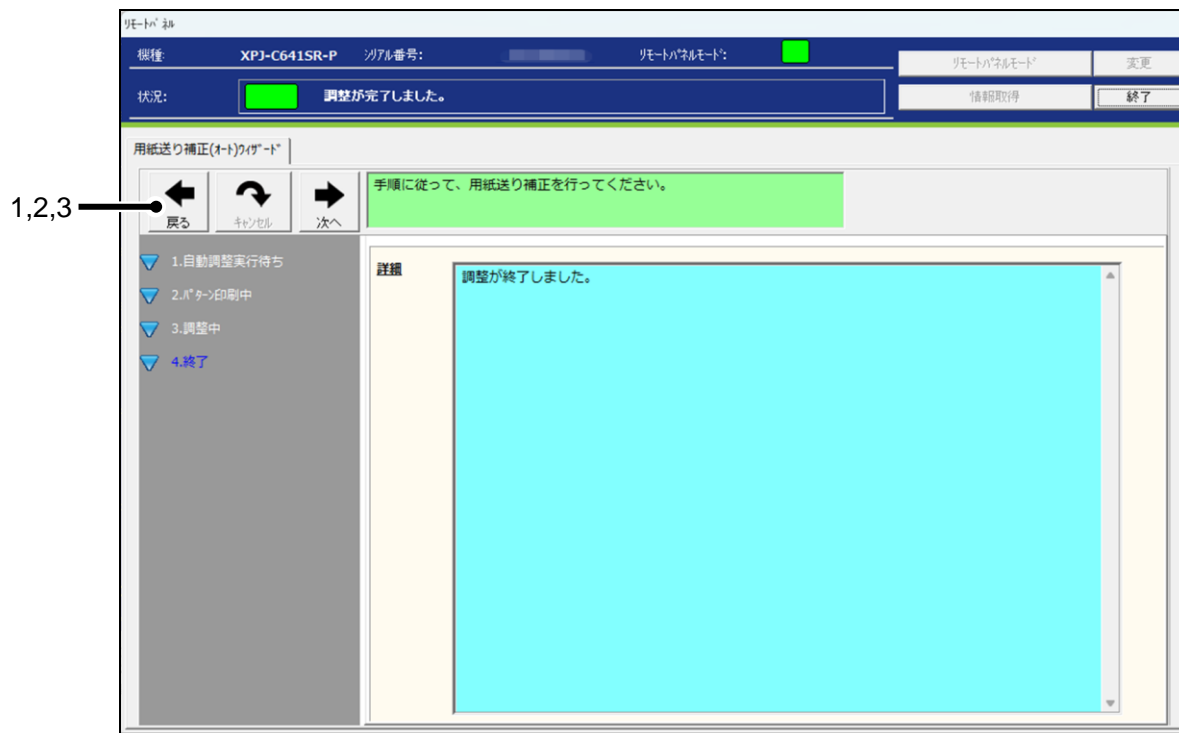 リモートパネル
機種: XPJ-C641SR-P シリアル番号: リモートパネルモード:
リモートパネルモード 変更
状況: 調整が完了しました。
情報取得 終了
用紙送り補正(オート)ウィザード
戻る キャンセル 次へ
手順に従って、用紙送り補正を行ってください。
1,2,3
1.自動調整実行待ち
2.パターン印刷中
3.調整中
4.終了
詳細
調整が終了しました。